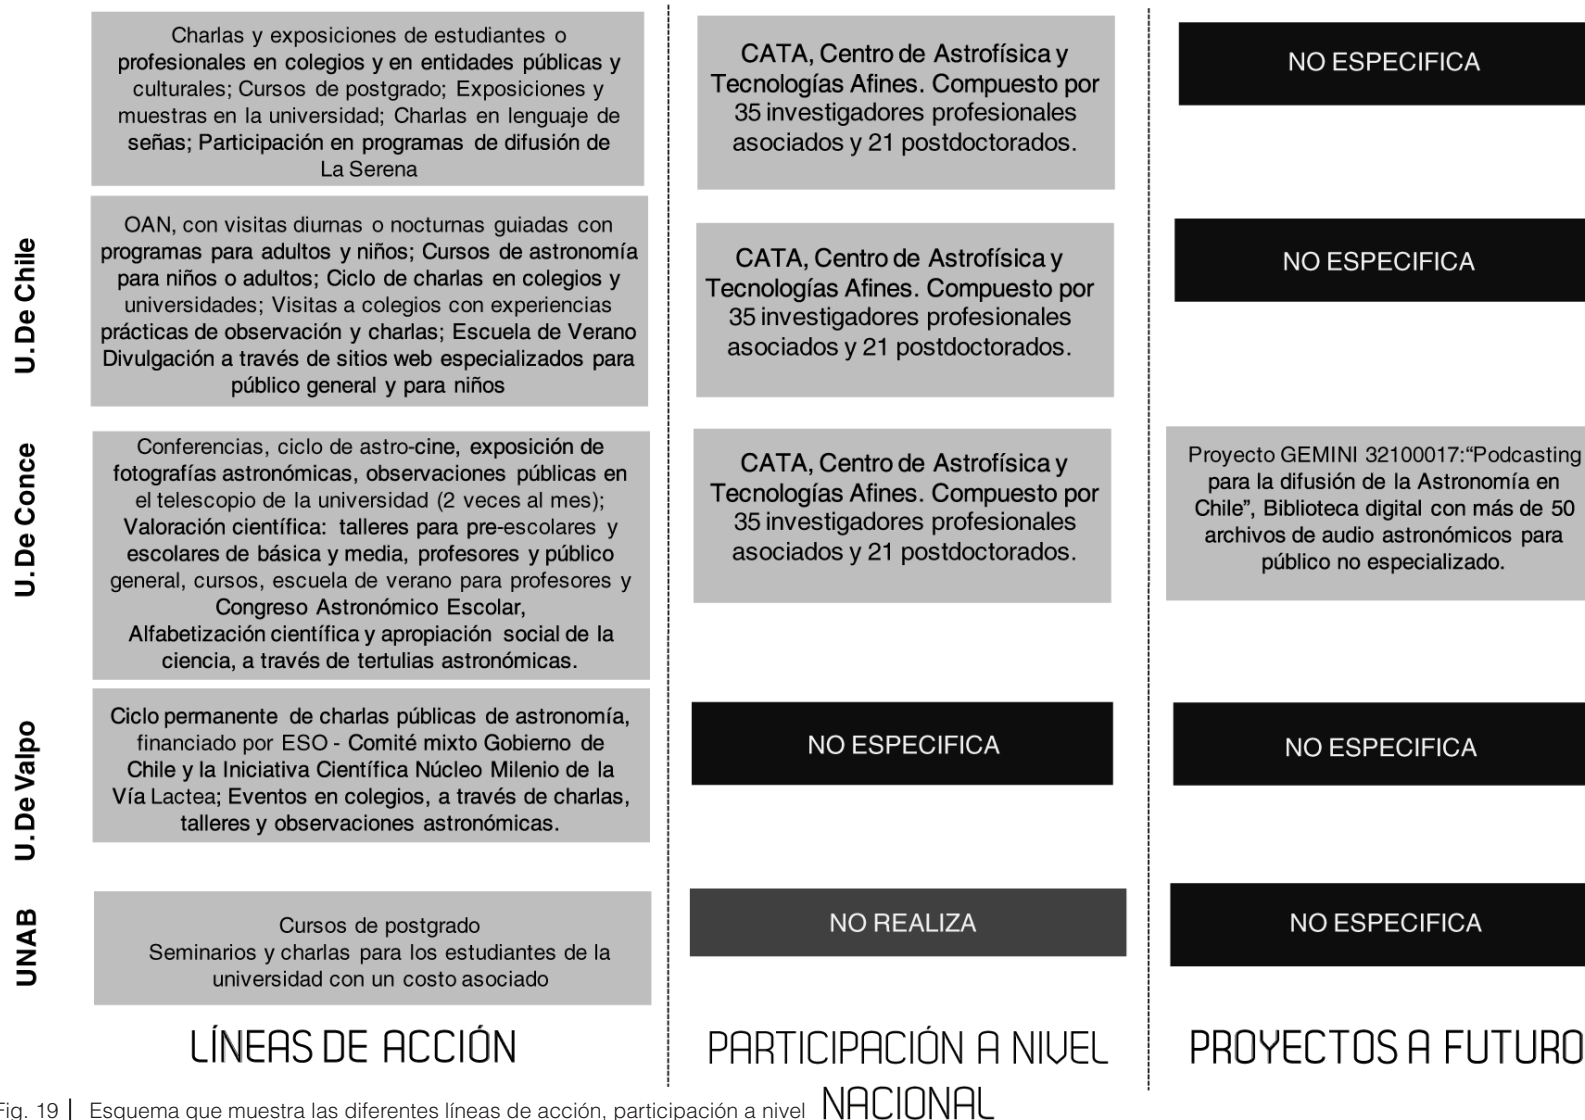 Charlas y exposiciones de estudiantes o
profesionales en colegios y en entidades públicas y
culturales; Cursos de postgrado; Exposiciones y
muestras en la universidad; Charlas en lenguaje de
señas; Participación en programas de difusión de
La Serena
CATA, Centro de Astrofísica y
Tecnologías Afines. Compuesto por
35 investigadores profesionales
asociados y 21 postdoctorados.
NO ESPECIFICA
U. De Chile
OAN, con visitas diurnas o nocturnas guiadas con
programas para adultos y niños; Cursos de astronomía
para niños o adultos; Ciclo de charlas en colegios y
universidades; Visitas a colegios con experiencias
prácticas de observación y charlas; Escuela de Verano
Divulgación a través de sitios web especializados para
público general y para niños
CATA, Centro de Astrofísica y
Tecnologías Afines. Compuesto por
35 investigadores profesionales
asociados y 21 postdoctorados.
NO ESPECIFICA
U. De Conce
Conferencias, ciclo de astro-cine, exposición de
fotografías astronómicas, observaciones públicas en
el telescopio de la universidad (2 veces al mes);
Valoración científica: talleres para pre-escolares y
escolares de básica y media, profesores y público
general, cursos, escuela de verano para profesores y
Congreso Astronómico Escolar,
Alfabetización científica y apropiación social de la
ciencia, a través de tertulias astronómicas.
CATA, Centro de Astrofísica y
Tecnologías Afines. Compuesto por
35 investigadores profesionales
asociados y 21 postdoctorados.
Proyecto GEMINI 32100017:“Podcasting
para la difusión de la Astronomía en
Chile”, Biblioteca digital con más de 50
archivos de audio astronómicos para
público no especializado.
U. De Valpo
Ciclo permanente de charlas públicas de astronomía,
financiado por ESO - Comité mixto Gobierno de
Chile y la Iniciativa Científica Núcleo Milenio de la
Vía Lactea; Eventos en colegios, a través de charlas,
talleres y observaciones astronómicas.
NO ESPECIFICA
NO ESPECIFICA
UNAB
Cursos de postgrado
Seminarios y charlas para los estudiantes de la
universidad con un costo asociado
NO REALIZA
NO ESPECIFICA
LÍNEAS DE ACCIÓN
PARTICIPACIÓN A NIVEL
NACIONAL
PROYECTOS A FUTURO
Fig. 19 | Esquema que muestra las diferentes líneas de acción, participación a nivel